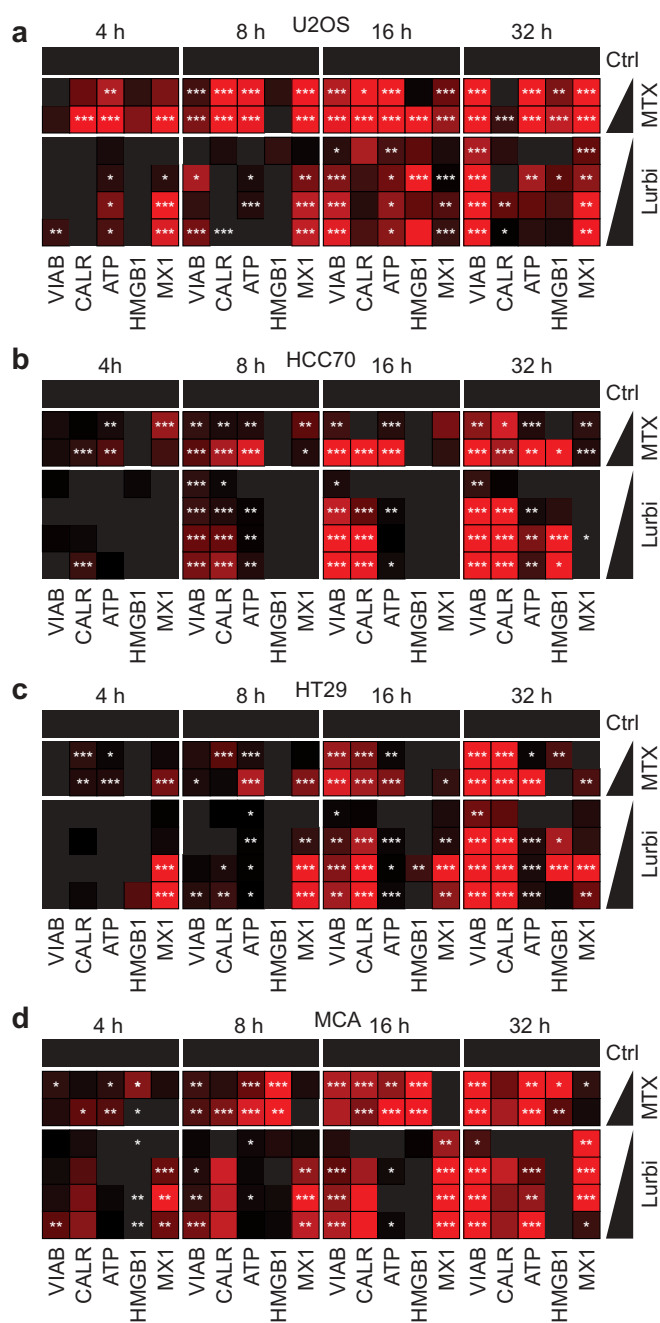 a
U2OS
4 h 8 h 16 h 32 h
Ctrl
** *** *** *** *** *** * *** *** *** *** ** ***
*** *** *** *** *** *** *** *** *** *** *** *** *** *** *** *** ***
MTX
* ** *** ***
* * * * ** *** * *** *** *** ** * **
* *** *** *** *** * ** *** ** **
** * *** *** *** *** *** * *** *** * **
Lurbi
VIAB CALR ATP HMGB1 MX1 VIAB CALR ATP HMGB1 MX1 VIAB CALR ATP HMGB1 MX1 VIAB CALR ATP HMGB1 MX1
b
HCC70
4h 8 h 16 h 32 h
Ctrl
** *** ** ** ** ** ** *** ** * *** **
*** ** *** *** *** * *** *** *** *** *** ** * ***
MTX
*** * * **
*** *** ** *** *** ** *** *** **
*** *** ** *** *** *** *** ** *** *
*** *** *** ** *** *** * *** *** ** *
Lurbi
VIAB CALR ATP HMGB1 MX1 VIAB CALR ATP HMGB1 MX1 VIAB CALR ATP HMGB1 MX1 VIAB CALR ATP HMGB1 MX1
c
HT29
4 h 8 h 16 h 32 h
Ctrl
*** * *** *** *** *** ** *** *** * **
** *** *** * *** *** *** *** *** * *** *** *** **
MTX
* * **
** ** ** *** *** ** *** *** *** *
*** * * *** *** *** * ** *** *** *** *** *** ***
*** ** ** * *** ** *** *** ** *** *** *** **
Lurbi
VIAB CALR ATP HMGB1 MX1 VIAB CALR ATP HMGB1 MX1 VIAB CALR ATP HMGB1 MX1 VIAB CALR ATP HMGB1 MX1
d
MCA
4 h 8 h 16 h 32 h
Ctrl
* * * ** *** *** *** *** ** *** *** ** * *
* ** * ** *** *** ** *** *** *** *** *** **
MTX
* * ** * **
*** * ** *** * *** *** *** ***
** ** ** * *** *** *** *** ** ***
** ** ** *** ** *** * *** *** *** *
Lurbi
VIAB CALR ATP HMGB1 MX1 VIAB CALR ATP HMGB1 MX1 VIAB CALR ATP HMGB1 MX1 VIAB CALR ATP HMGB1 MX1